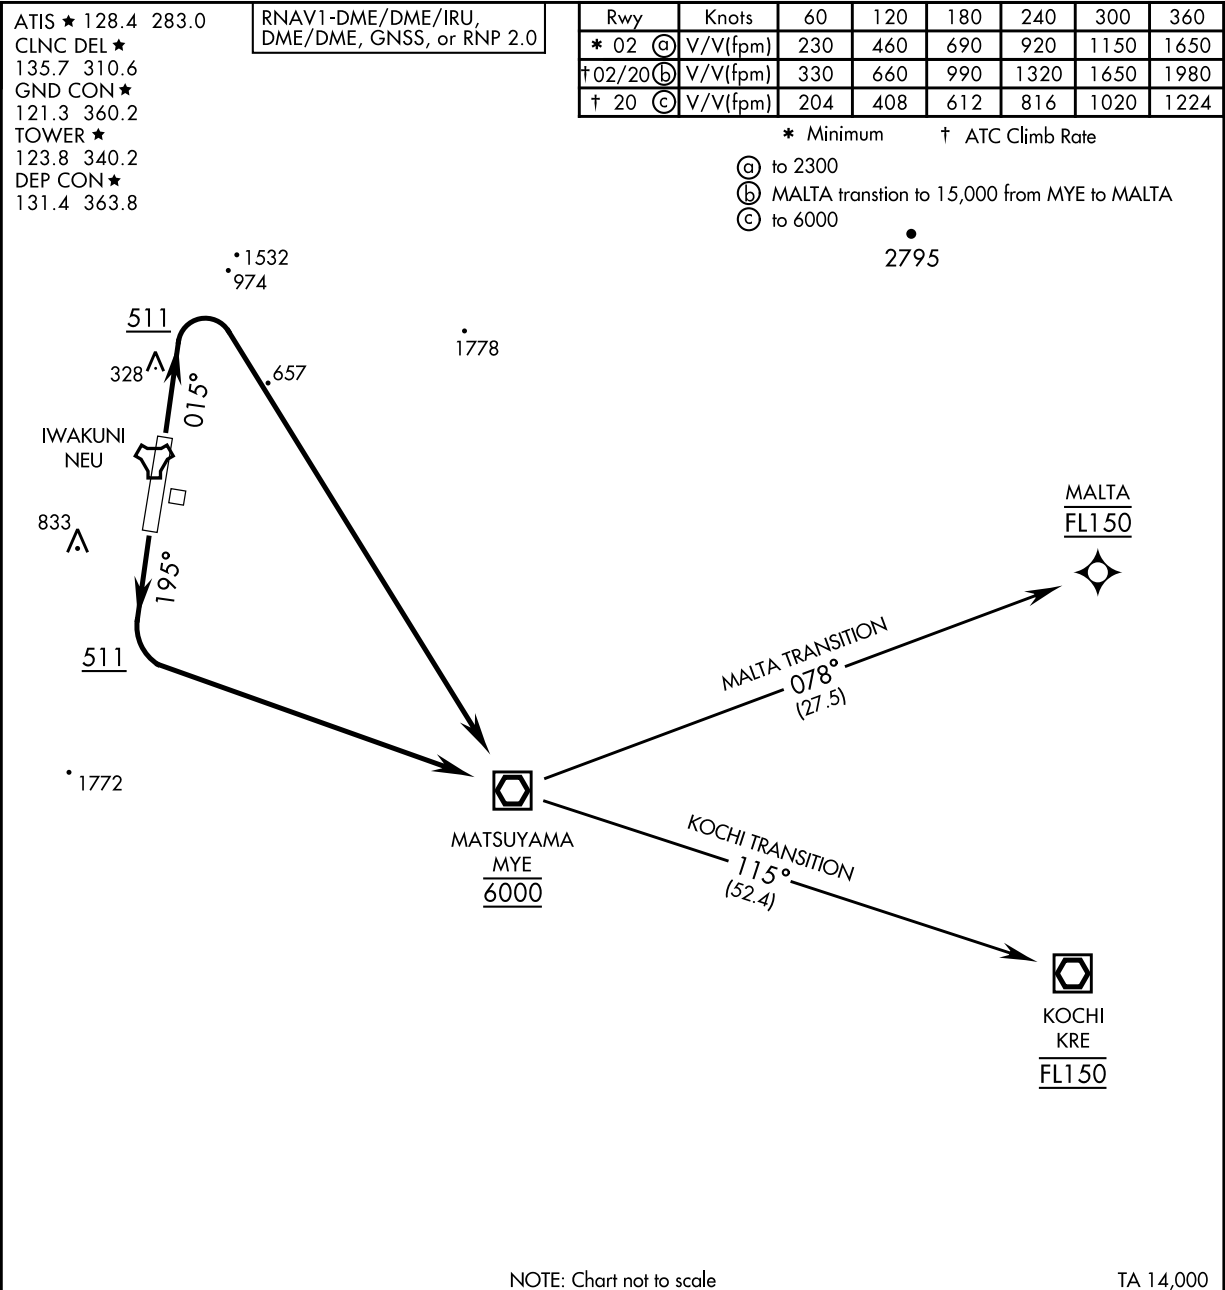 ATIS ★ 128.4 283.0
CLNC DEL ★
135.7 310.6
GND CON ★
121.3 360.2
TOWER ★
123.8 340.2
DEP CON ★
131.4 363.8
RNAV1-DME/DME/IRU,
DME/DME, GNSS, or RNP 2.0
Rwy Knots 60 120 180 240 300 360
* 02 ⓐ V/V(fpm) 230 460 690 920 1150 1650
† 02/20 ⓑ V/V(fpm) 330 660 990 1320 1650 1980
† 20 ⓒ V/V(fpm) 204 408 612 816 1020 1224
* Minimum † ATC Climb Rate
ⓐ to 2300
ⓑ MALTA transtion to 15,000 from MYE to MALTA
ⓒ to 6000
2795
1532
974
511
1778
328
657
015°
IWAKUNI
NEU
833
195°
511
MALTA
FL150
MALTA TRANSITION
078°
(27.5)
1772
MATSUYAMA
MYE
6000
KOCHI TRANSITION
115°
(52.4)
KOCHI
KRE
FL150
NOTE: Chart not to scale
TA 14,000